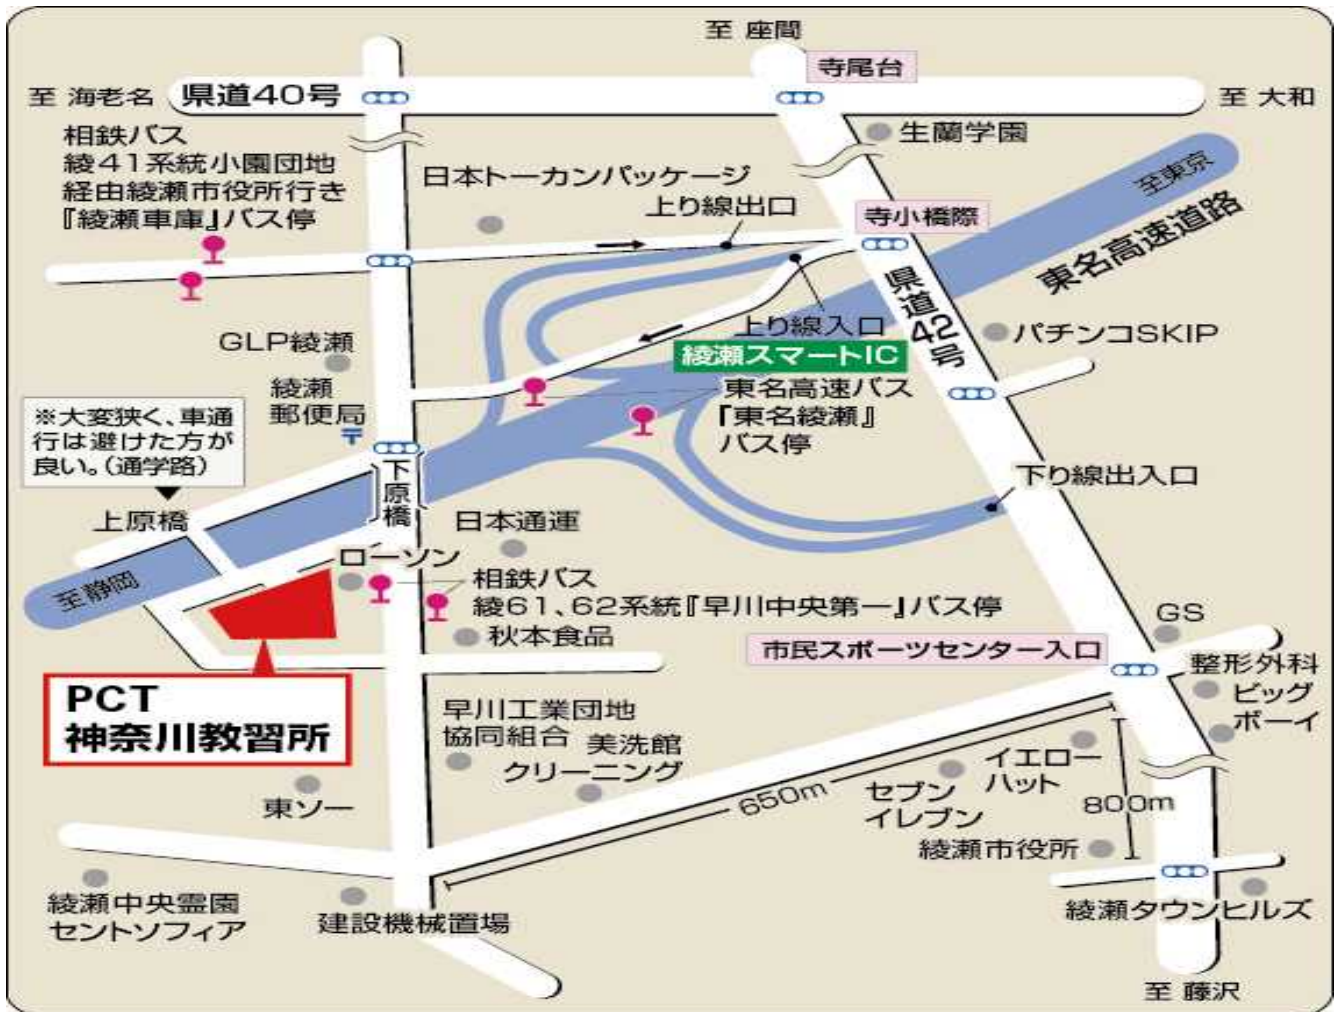 至 座間
寺尾台
至 海老名
県道40号
至 大和
相鉄バス
綾41系統小園団地
経由綾瀬市役所行き
『綾瀬車庫』バス停
生蘭学園
日本トーカンパッケージ
至東京
上り線出口
寺小橋際
東名高速道路
県道42号
上り線入口
パチンコSKIP
GLP綾瀬
綾瀬スマートIC
綾瀬
郵便局
〒
東名高速バス
『東名綾瀬』
バス停
※大変狭く、車通
行は避けた方が
良い。(通学路)
下原橋
下り線出入口
上原橋
日本通運
ローソン
至静岡
相鉄バス
綾61、62系統『早川中央第一』バス停
GS
秋本食品
市民スポーツセンター入口
整形外科
ビッグ
ボーイ
PCT
神奈川教習所
早川工業団地
協同組合
美洗館
クリーニング
イエロー
ハット
650m
セブン
イレブン
800m
東ソー
綾瀬市役所
綾瀬中央霊園
セントソフィア
建設機械置場
綾瀬タウンヒルズ
至 藤沢